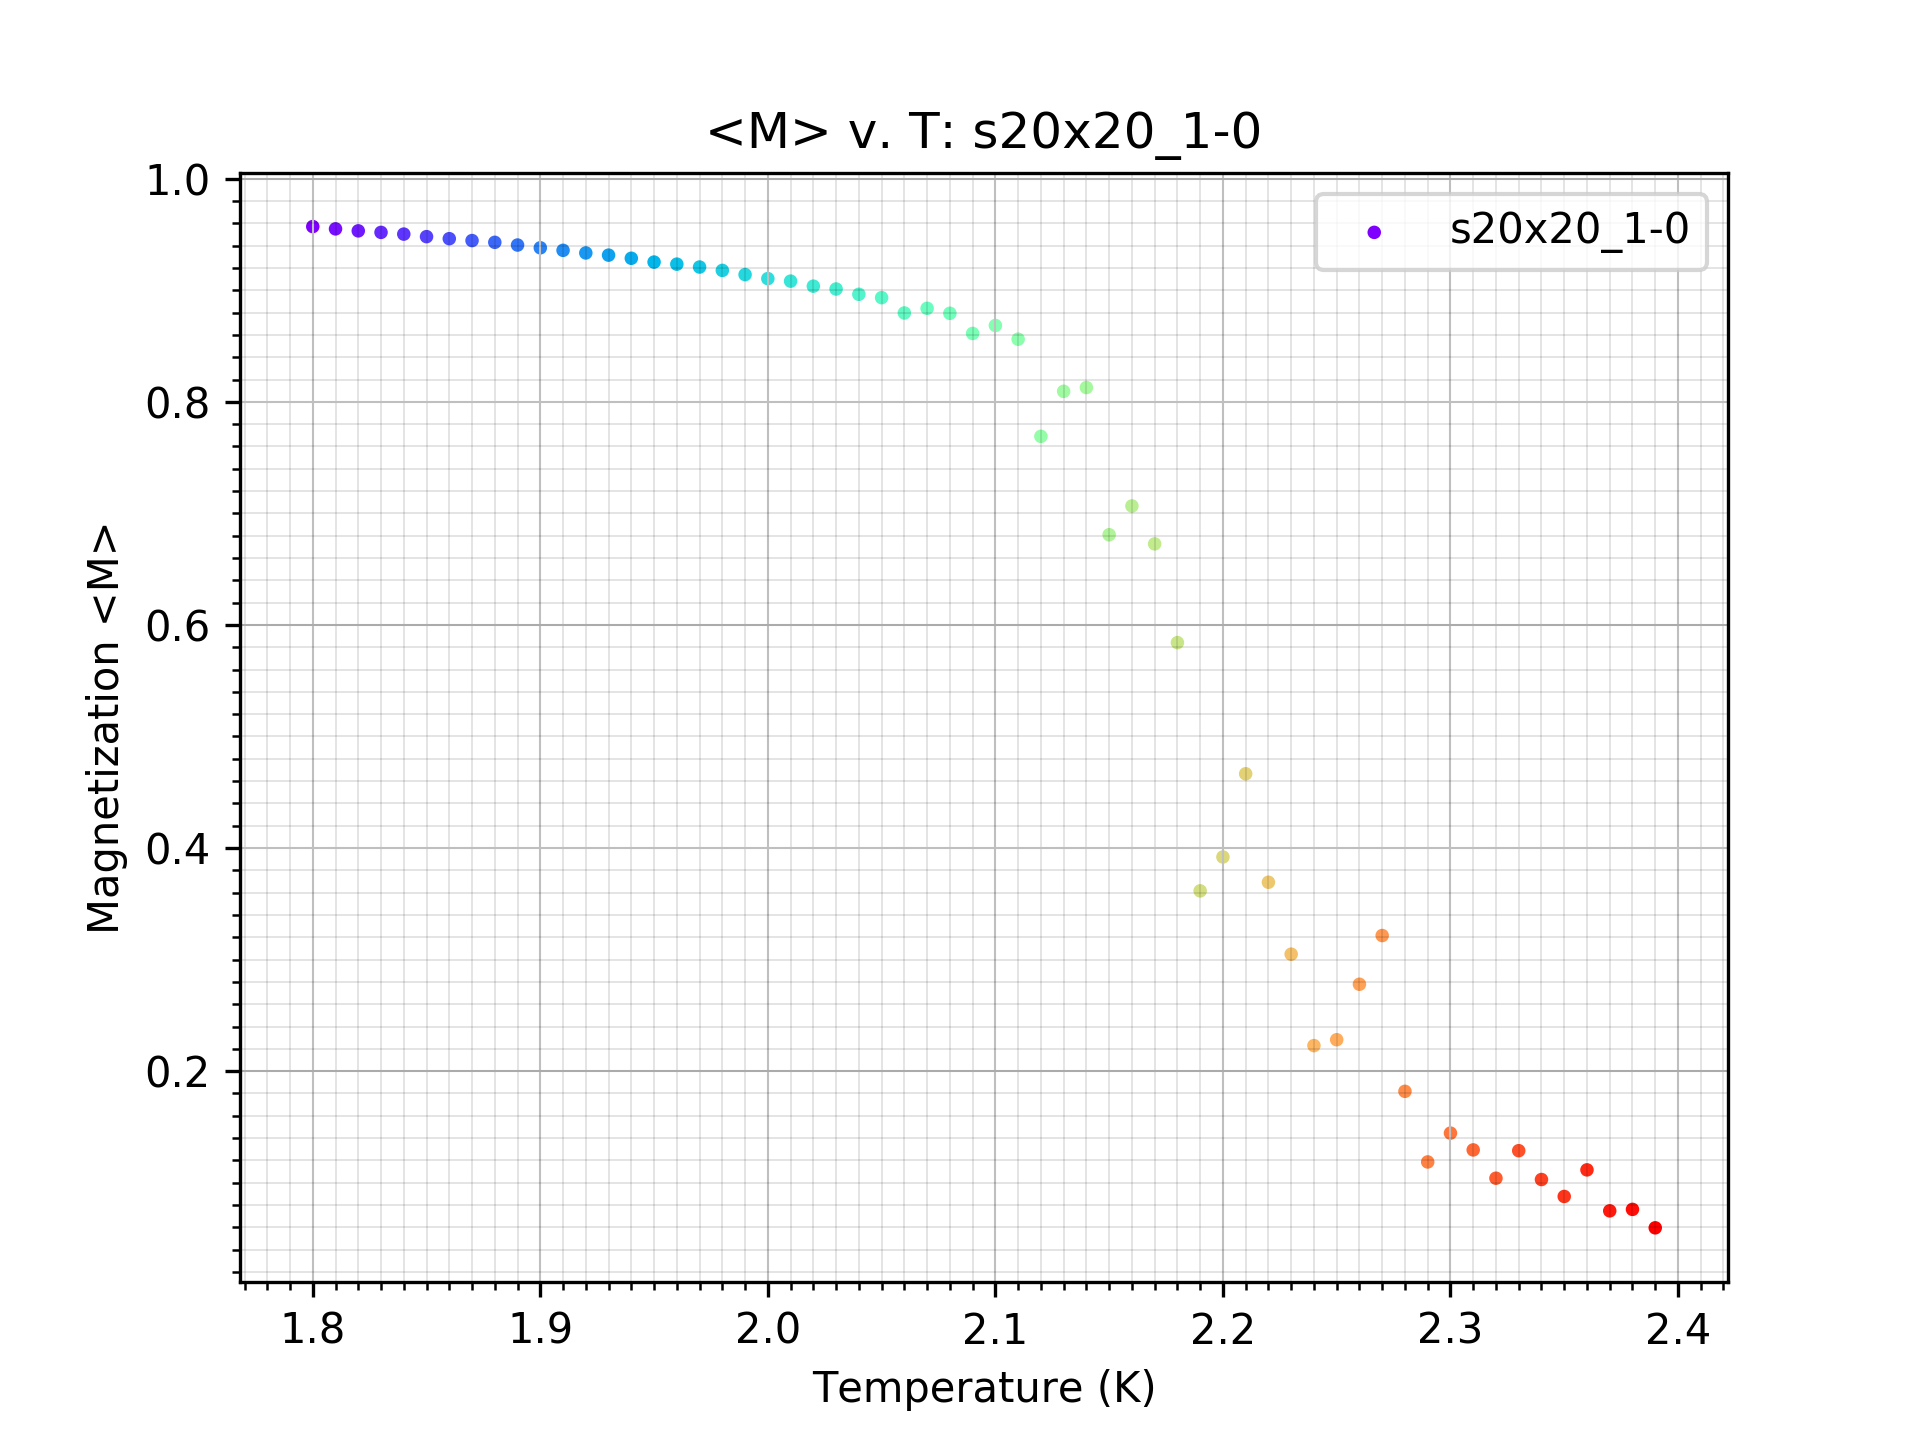 <M> v. T: s20x20_1-0
s20x20_1-0
Magnetization <M>
1.0
0.8
0.6
0.4
0.2
1.8 1.9 2.0 2.1 2.2 2.3 2.4
Temperature (K)